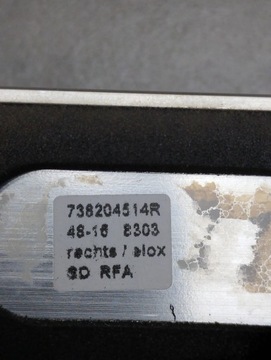 738204514R
48-16 8303
rechts / elox
SD RFA